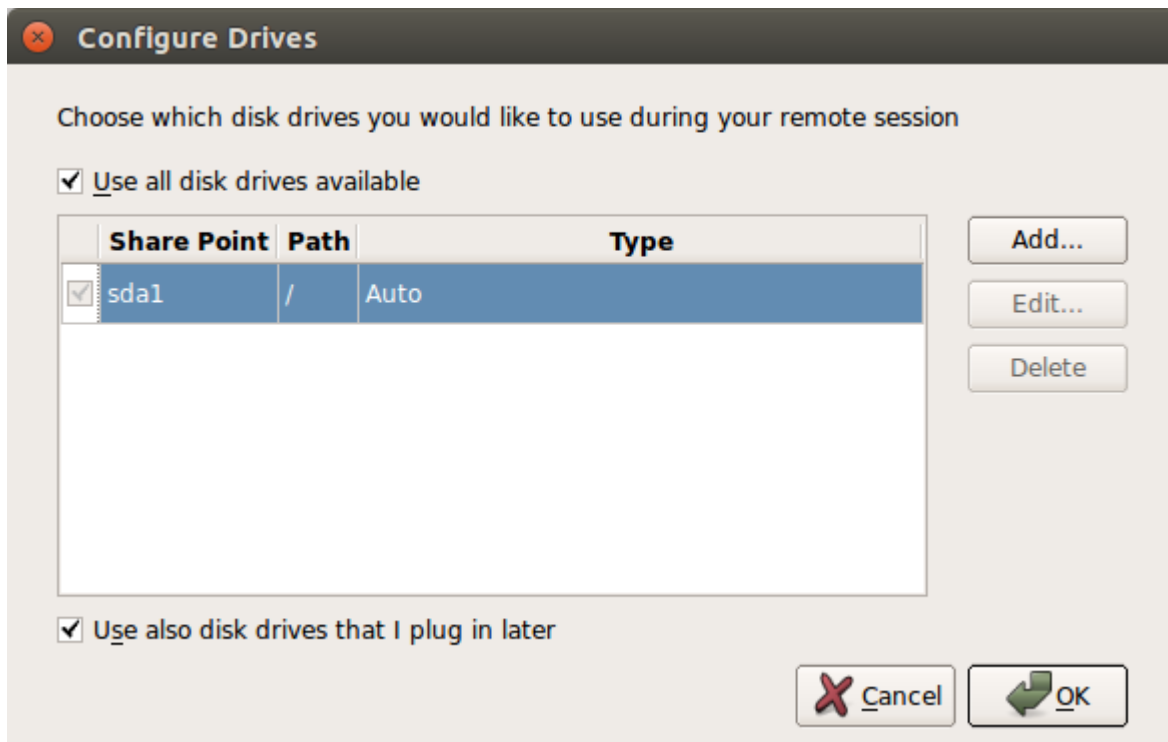 Configure Drives
Choose which disk drives you would like to use during your remote session
Use all disk drives available
Share Point Path Type
Add...
sda1 / Auto
Edit...
Delete
Use also disk drives that I plug in later
Cancel OK